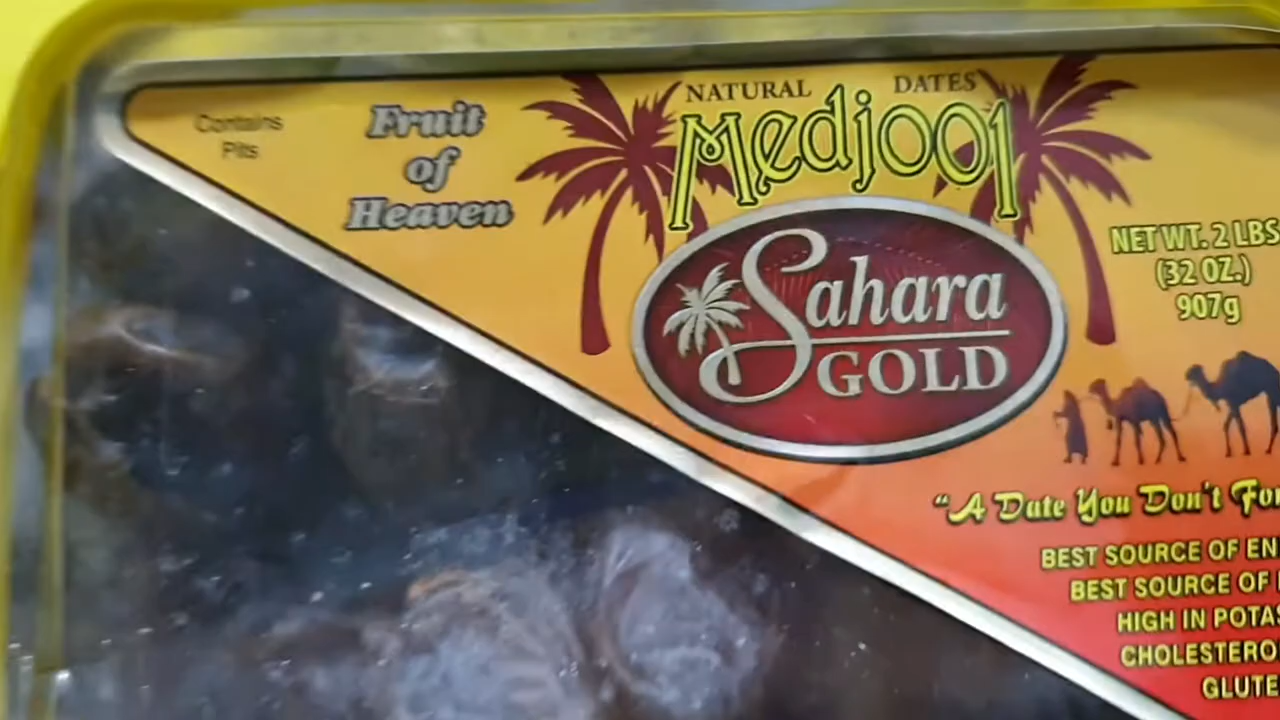 NATURAL DATES
Medjool
Contains
Pits
Fruit
of
Heaven
Sahara
GOLD
NET WT. 2 LBS
(32 OZ.)
907g
"A Date You Don't
BEST SOURCE OF
BEST SOURCE OF
HIGH IN